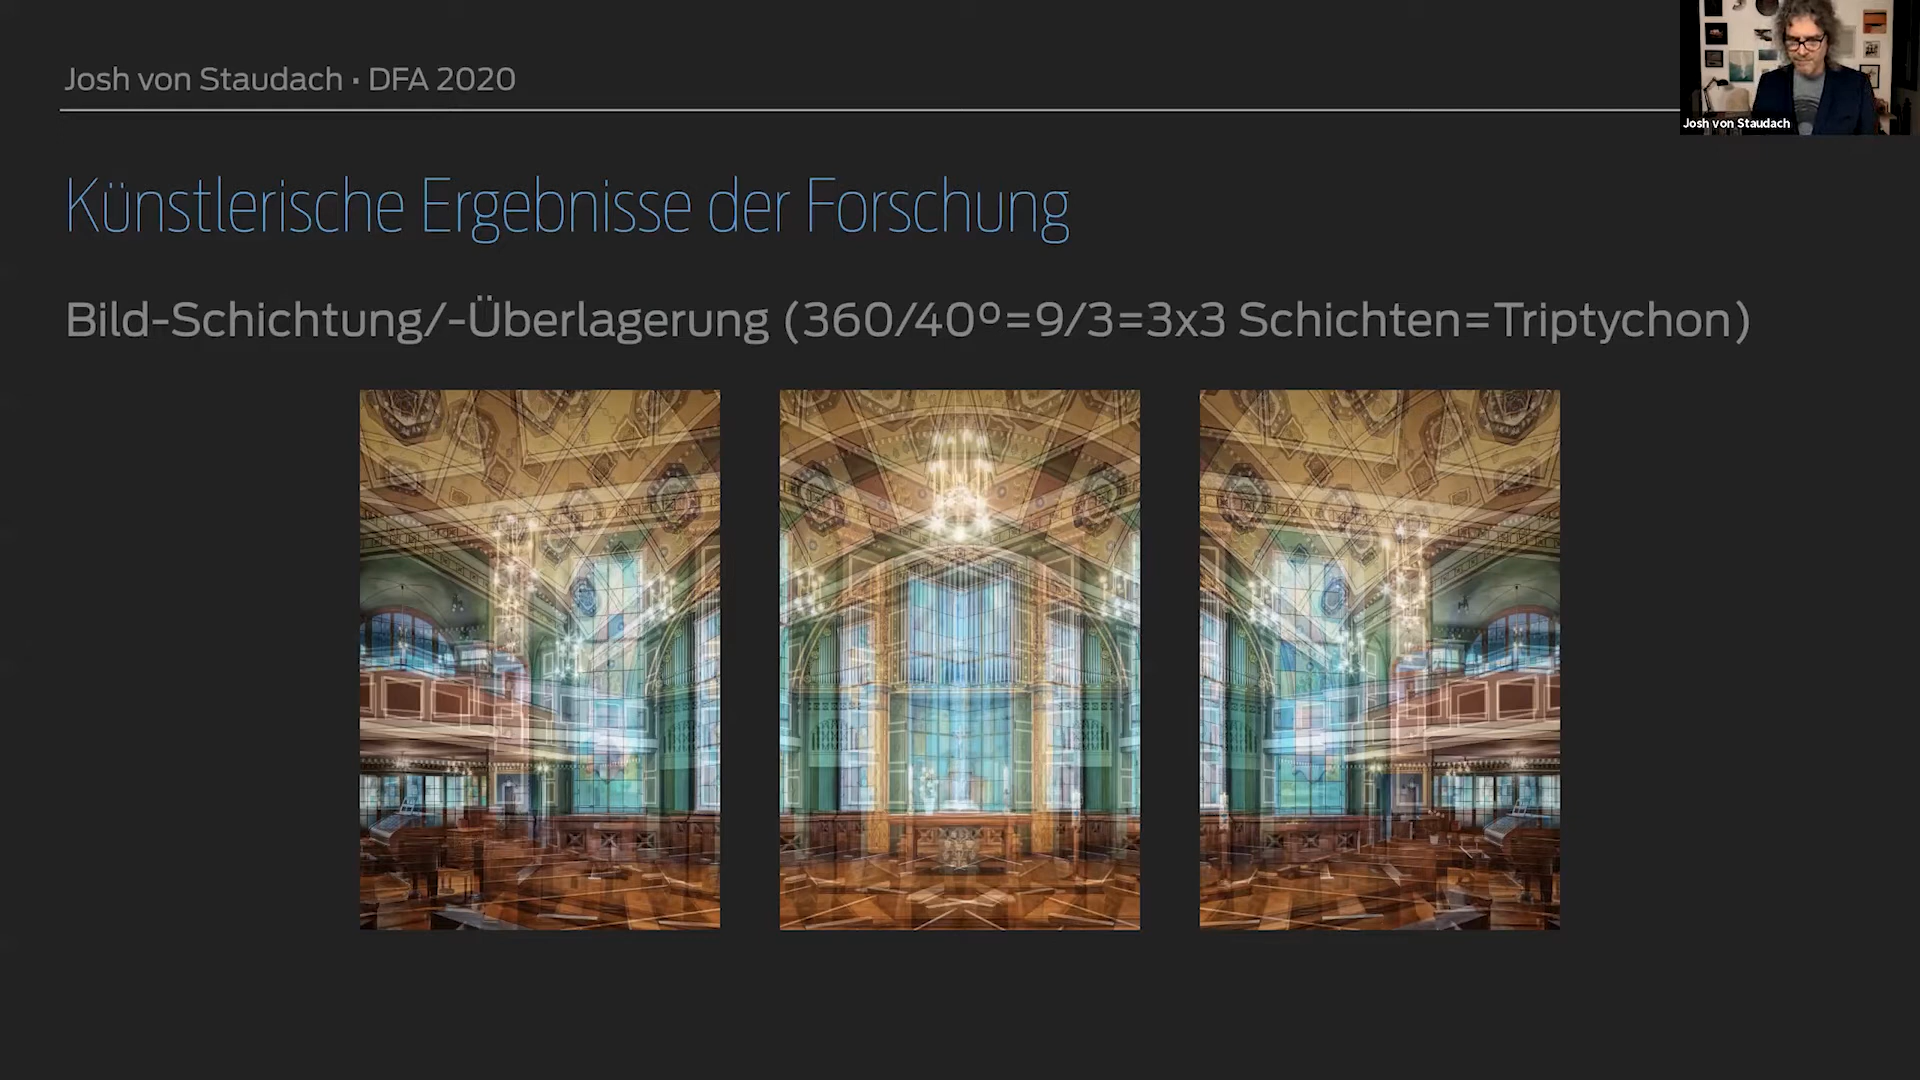 Josh von Staudach · DFA 2020
Josh von Staudach
Künstlerische Ergebnisse der Forschung
Bild-Schichtung/-Überlagerung (360/40º=9/3=3x3 Schichten=Triptychon)